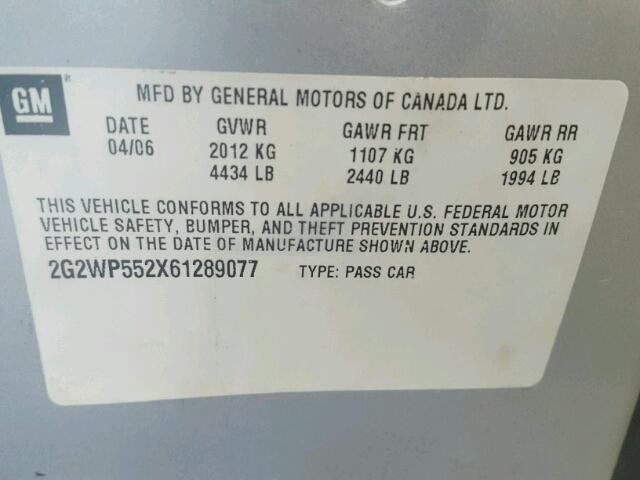 GM ®
MFD BY GENERAL MOTORS OF CANADA LTD.
DATE GVWR GAWR FRT GAWR RR
04/06 2012 KG 1107 KG 905 KG
4434 LB 2440 LB 1994 LB
THIS VEHICLE CONFORMS TO ALL APPLICABLE U.S. FEDERAL MOTOR
VEHICLE SAFETY, BUMPER, AND THEFT PREVENTION STANDARDS IN
EFFECT ON THE DATE OF MANUFACTURE SHOWN ABOVE.
2G2WP552X61289077 TYPE: PASS CAR